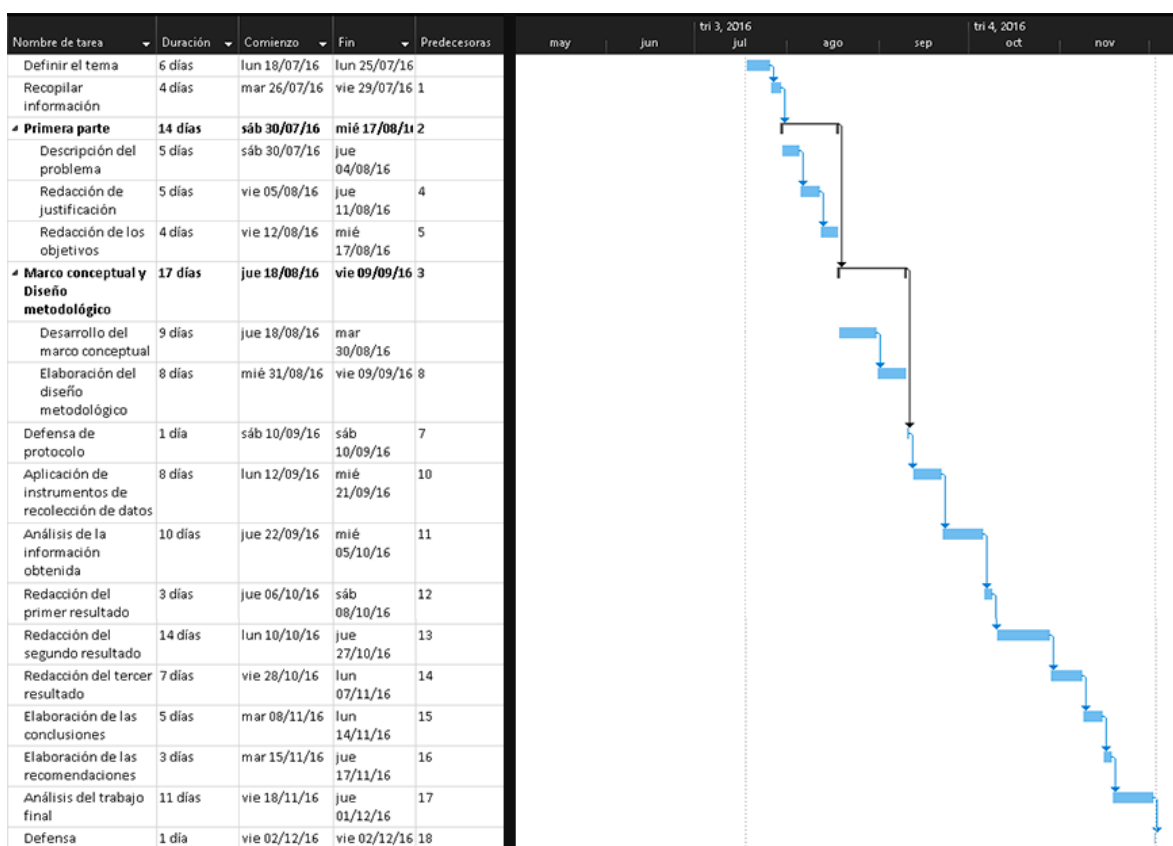 tri 3, 2016 tri 4, 2016
Nombre de tarea Duración Comienzo Fin Predecesoras may jun jul ago sep oct nov
Definir el tema 6 días lun 18/07/16 lun 25/07/16
Recopilar 4 días mar 26/07/16 vie 29/07/16 1
información
Primera parte 14 días sáb 30/07/16 mié 17/08/1 2
Descripción del 5 días sáb 30/07/16 jue
problema 04/08/16
Redacción de 5 días vie 05/08/16 jue 4
justificación 11/08/16
Redacción de los 4 días vie 12/08/16 mié 5
objetivos 17/08/16
Marco conceptual y 17 días jue 18/08/16 vie 09/09/16 3
Diseño
metodológico
Desarrollo del 9 días jue 18/08/16 mar
marco conceptual 30/08/16
Elaboración del 8 días mié 31/08/16 vie 09/09/16 8
diseño
metodológico
Defensa de 1 día sáb 10/09/16 sáb 7
protocolo 10/09/16
Aplicación de 8 días lun 12/09/16 mié 10
instrumentos de 21/09/16
recolección de datos
Análisis de la 10 días jue 22/09/16 mié 11
información 05/10/16
obtenida
Redacción del 3 días jue 06/10/16 sáb 12
primer resultado 08/10/16
Redacción del 14 días lun 10/10/16 jue 13
segundo resultado 27/10/16
Redacción del tercer 7 días vie 28/10/16 lun 14
resultado 07/11/16
Elaboración de las 5 días mar 08/11/16 lun 15
conclusiones 14/11/16
Elaboración de las 3 días mar 15/11/16 jue 16
recomendaciones 17/11/16
Análisis del trabajo 11 días vie 18/11/16 jue 17
final 01/12/16
Defensa 1 día vie 02/12/16 vie 02/12/16 18